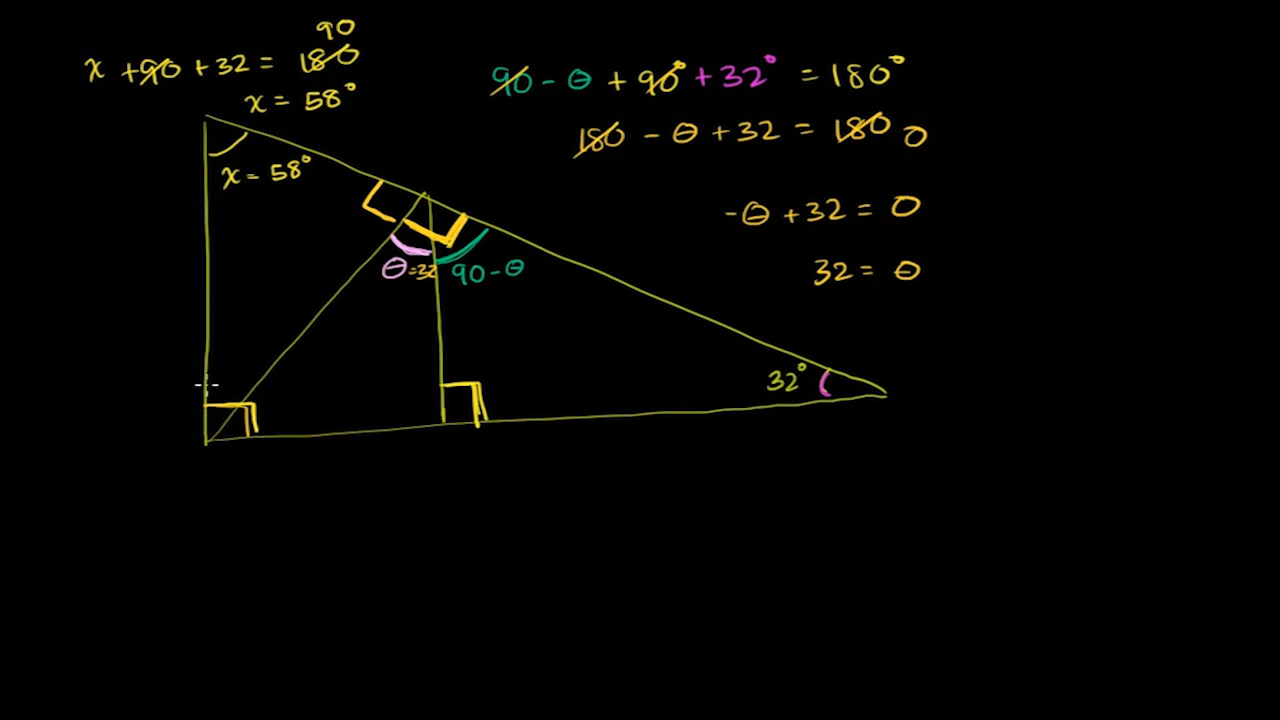 x + 90 + 32 = 180 90
x = 58°
x = 58°
90 - θ + 90° + 32° = 180°
180 - θ + 32 = 180 0
-θ + 32 = 0
32 = θ
θ=32
90 - θ
32°